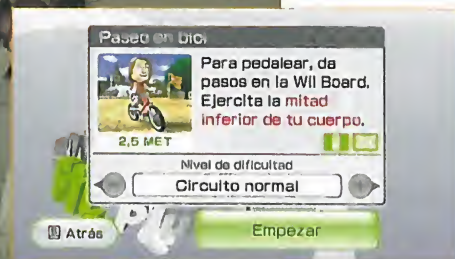 Paseo en bici
Para pedalear, da
pasos en la Wii Board.
Ejercita la mitad
inferior de tu cuerpo.
2,5 MET
Nivel de dificultad
Circuito normal
Atrás
Empezar